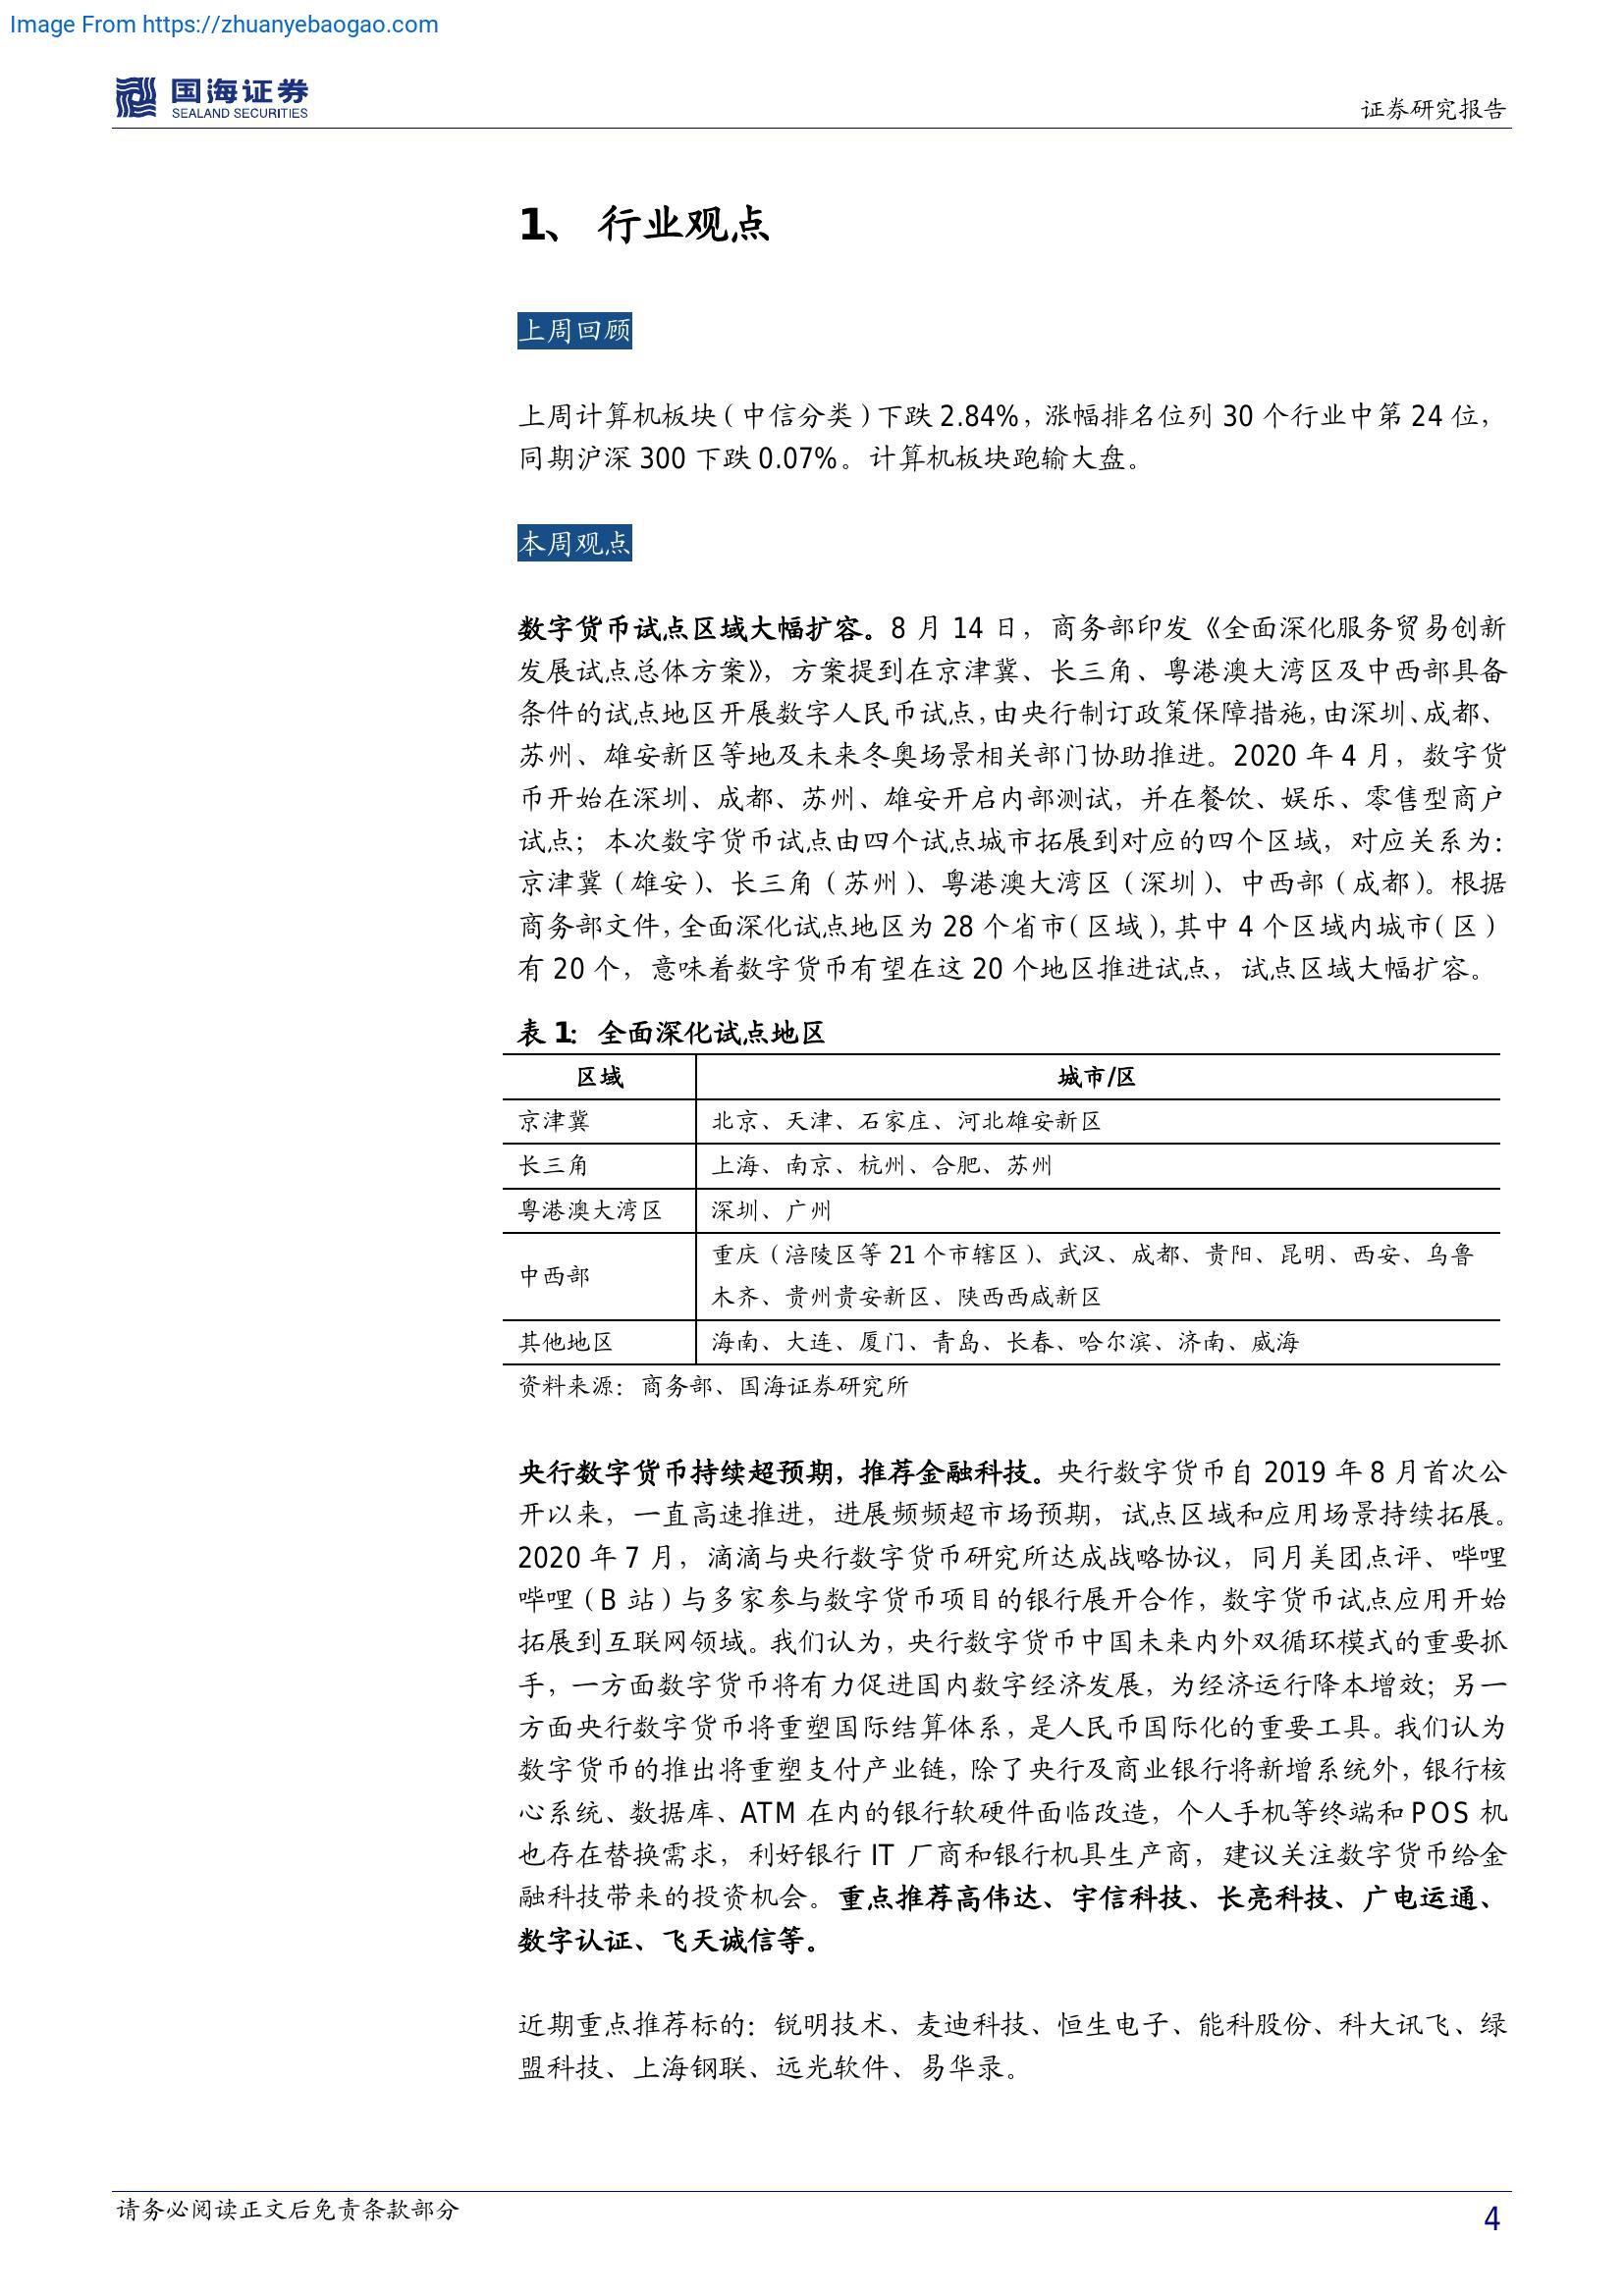 Image From https://zhuanyebaogao.com
国海证券
SEALAND SECURITIES
证券研究报告
1、 行业观点
上周回顾
上周计算机板块（中信分类）下跌 2.84%，涨幅排名位列 30 个行业中第 24 位，
同期沪深 300 下跌 0.07%。计算机板块跑输大盘。
本周观点
数字货币试点区域大幅扩容。8 月 14 日，商务部印发《全面深化服务贸易创新
发展试点总体方案》，方案提到在京津冀、长三角、粤港澳大湾区及中西部具备
条件的试点地区开展数字人民币试点，由央行制订政策保障措施，由深圳、成都、
苏州、雄安新区等地及未来冬奥场景相关部门协助推进。2020 年 4 月，数字货
币开始在深圳、成都、苏州、雄安开启内部测试，并在餐饮、娱乐、零售型商户
试点；本次数字货币试点由四个试点城市拓展到对应的四个区域，对应关系为：
京津冀（雄安）、长三角（苏州）、粤港澳大湾区（深圳）、中西部（成都）。根据
商务部文件，全面深化试点地区为 28 个省市（区域），其中 4 个区域内城市（区）
有 20 个，意味着数字货币有望在这 20 个地区推进试点，试点区域大幅扩容。
表 1：全面深化试点地区
区域 城市/区
京津冀 北京、天津、石家庄、河北雄安新区
长三角 上海、南京、杭州、合肥、苏州
粤港澳大湾区 深圳、广州
中西部 重庆（涪陵区等 21 个市辖区）、武汉、成都、贵阳、昆明、西安、乌鲁
木齐、贵州贵安新区、陕西西咸新区
其他地区 海南、大连、厦门、青岛、长春、哈尔滨、济南、威海
资料来源：商务部、国海证券研究所
央行数字货币持续超预期，推荐金融科技。央行数字货币自 2019 年 8 月首次公
开以来，一直高速推进，进展频频超市场预期，试点区域和应用场景持续拓展。
2020 年 7 月，滴滴与央行数字货币研究所达成战略协议，同月美团点评、哔哩
哔哩（B 站）与多家参与数字货币项目的银行展开合作，数字货币试点应用开始
拓展到互联网领域。我们认为，央行数字货币中国未来内外双循环模式的重要抓
手，一方面数字货币将有力促进国内数字经济发展，为经济运行降本增效；另一
方面央行数字货币将重塑国际结算体系，是人民币国际化的重要工具。我们认为
数字货币的推出将重塑支付产业链，除了央行及商业银行将新增系统外，银行核
心系统、数据库、ATM 在内的银行软硬件面临改造，个人手机等终端和 POS 机
也存在替换需求，利好银行 IT 厂商和银行机具生产商，建议关注数字货币给金
融科技带来的投资机会。重点推荐高伟达、宇信科技、长亮科技、广电运通、
数字认证、飞天诚信等。
近期重点推荐标的：锐明技术、麦迪科技、恒生电子、能科股份、科大讯飞、绿
盟科技、上海钢联、远光软件、易华录。
请务必阅读正文后免责条款部分
4